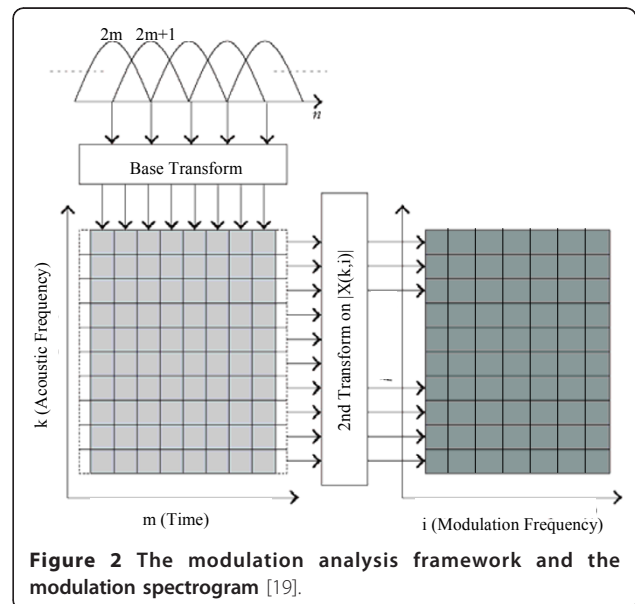 2m 2m+1
n
Base Transform
k (Acoustic Frequency)
2nd Transform on |X(k,i)|
m (Time)
i (Modulation Frequency)
Figure 2 The modulation analysis framework and the
modulation spectrogram [19].